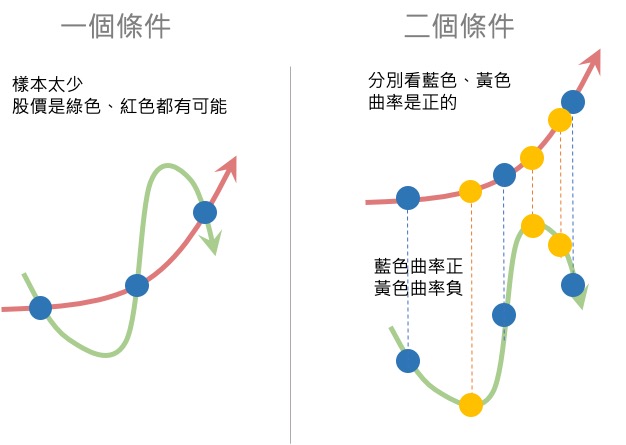 一個條件
樣本太少
股價是綠色、紅色都有可能
二個條件
分別看藍色、黃色
曲率是正的
藍色曲率正
黃色曲率負